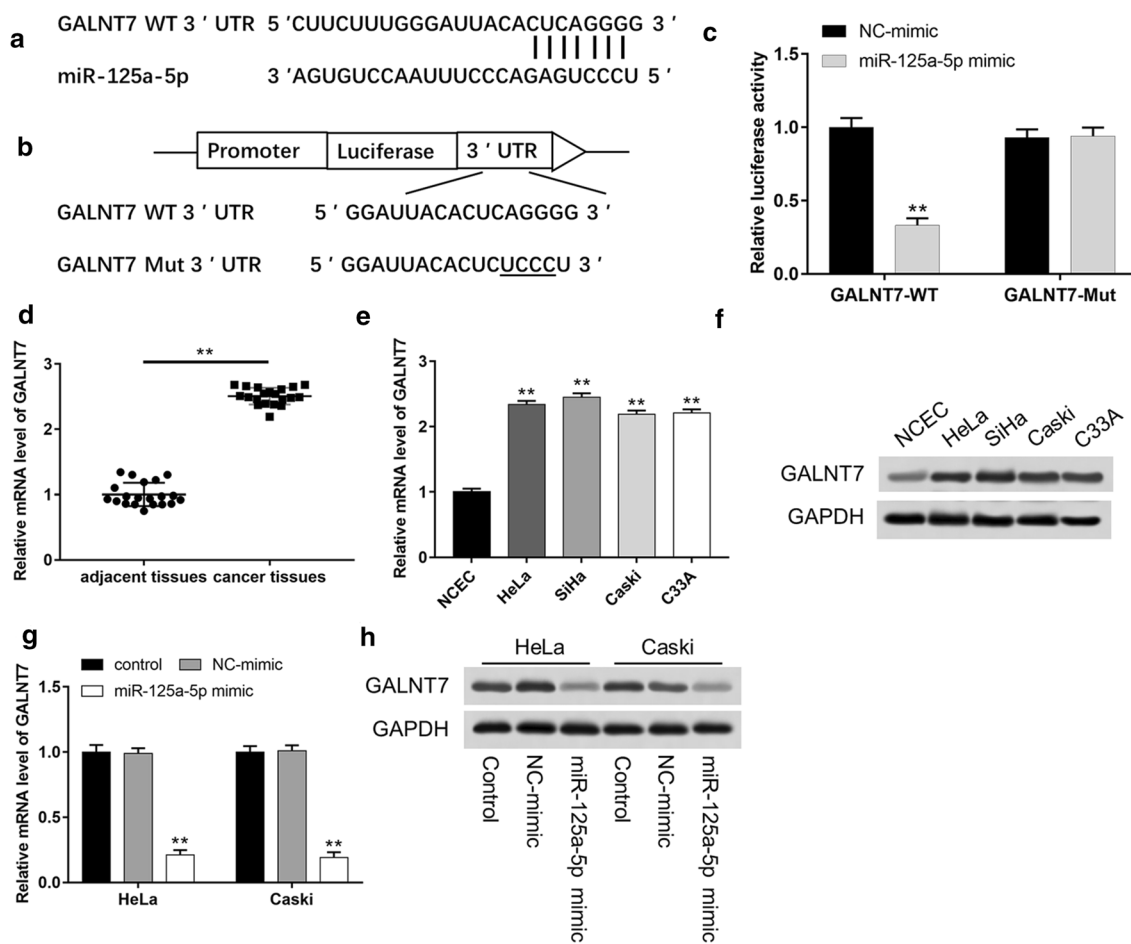 a
GALNT7 WT 3 ′ UTR 5 ′CUUCUUUGGGAUUACACUCAGGGG 3 ′
miR-125a-5p 3 ′AGUGUCCAAUUUCCCAGAGUCCCU 5 ′
b
Promoter Luciferase 3 ′ UTR
GALNT7 WT 3 ′ UTR 5 ′ GGAUUACACUCAGGGG 3 ′
GALNT7 Mut 3 ′ UTR 5 ′ GGAUUACACUCUCCCU 3 ′
c
NC-mimic
miR-125a-5p mimic
Relative luciferase activity
1.5
1.0
0.5
0.0
**
GALNT7-WT GALNT7-Mut
d
Relative mRNA level of GALNT7
3
2
1
0
**
adjacent tissues cancer tissues
e
Relative mRNA level of GALNT7
3
2
1
0
** ** ** **
NCEC HeLa SiHa Caski C33A
f
NCEC HeLa SiHa Caski C33A
GALNT7
GAPDH
g
control NC-mimic
miR-125a-5p mimic
Relative mRNA level of GALNT7
1.5
1.0
0.5
0.0
** **
HeLa Caski
h
HeLa Caski
GALNT7
GAPDH
Control
NC-mimic
miR-125a-5p mimic
Control
NC-mimic
miR-125a-5p mimic